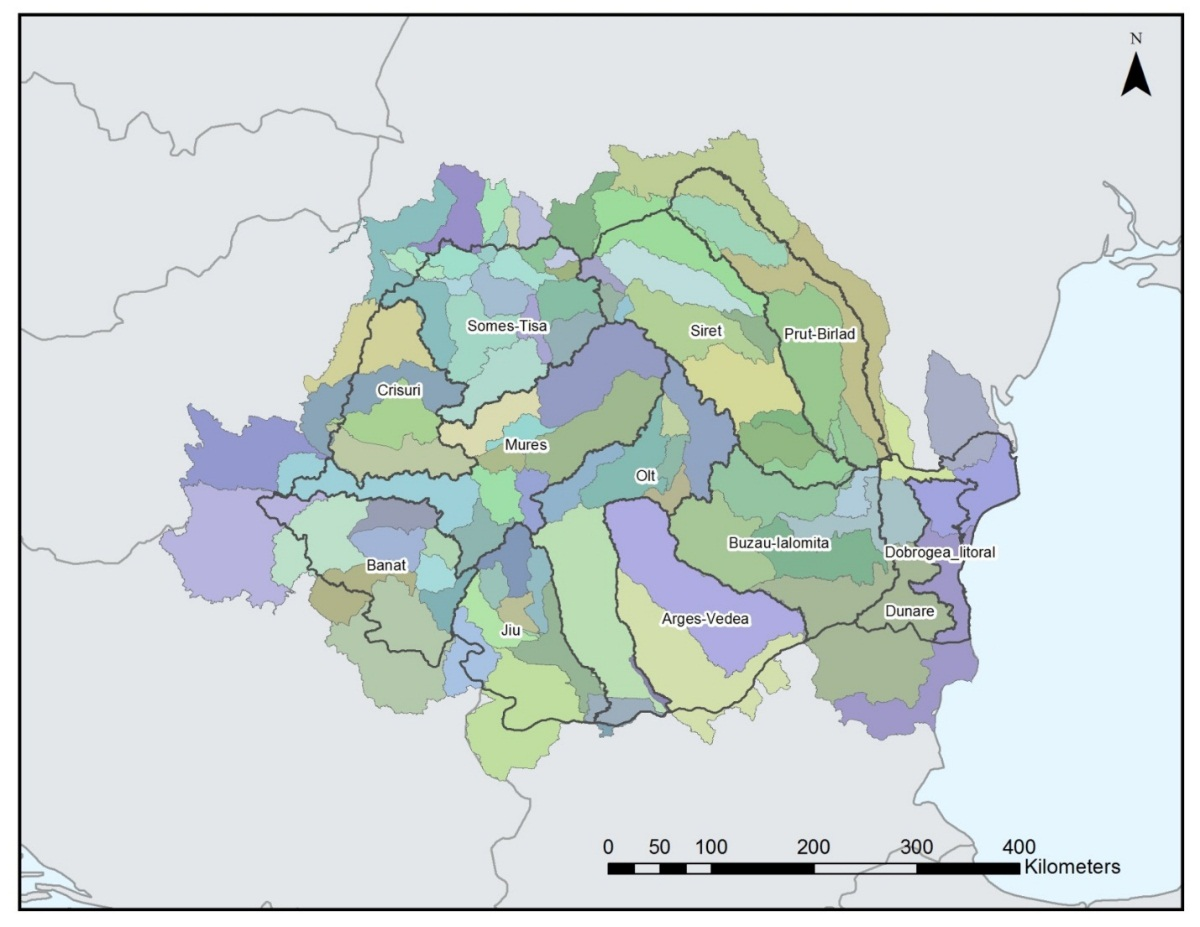 N
Somes-Tisa
Siret
Prut-Birlad
Crisuri
Mures
Olt
Buzau-Ialomita
Dobrogea_litoral
Banat
Dunare
Arges-Vedea
Jiu
0 50 100 200 300 400
Kilometers